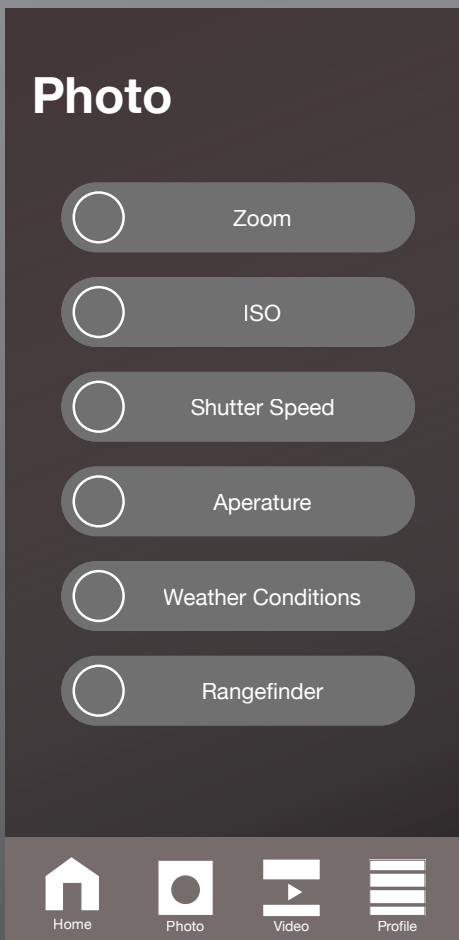 Photo
Zoom
ISO
Shutter Speed
Aperature
Weather Conditions
Rangefinder
Home
Photo
Video
Profile